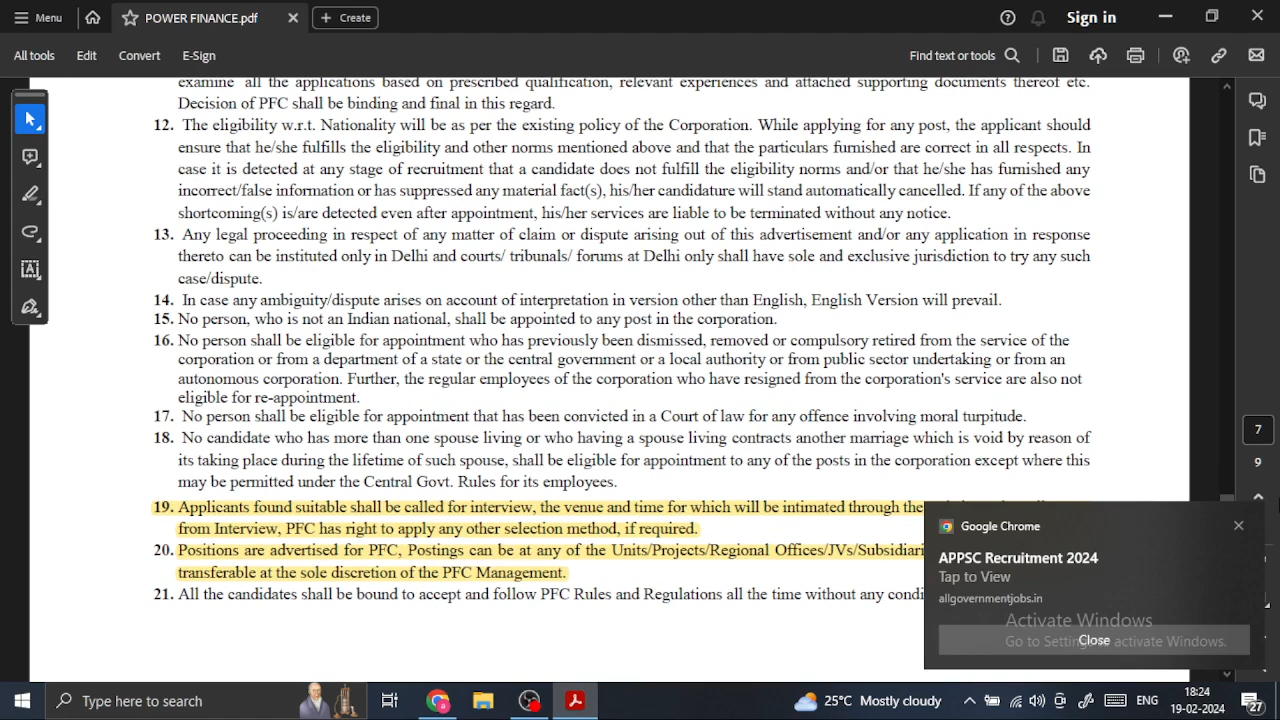 Menu
POWER FINANCE.pdf
Create
Sign in
All tools
Edit
Convert
E-Sign
Find text or tools
examine all the applications based on prescribed qualification, relevant experiences and attached supporting documents thereof etc.
Decision of PFC shall be binding and final in this regard.
12. The eligibility w.r.t. Nationality will be as per the existing policy of the Corporation. While applying for any post, the applicant should
ensure that he/she fulfills the eligibility and other norms mentioned above and that the particulars furnished are correct in all respects. In
case it is detected at any stage of recruitment that a candidate does not fulfill the eligibility norms and/or that he/she has furnished any
incorrect/false information or has suppressed any material fact(s), his/her candidature will stand automatically cancelled. If any of the above
shortcoming(s) is/are detected even after appointment, his/her services are liable to be terminated without any notice.
13. Any legal proceeding in respect of any matter of claim or dispute arising out of this advertisement and/or any application in response
thereto can be instituted only in Delhi and courts/ tribunals/ forums at Delhi only shall have sole and exclusive jurisdiction to try any such
case/dispute.
14. In case any ambiguity/dispute arises on account of interpretation in version other than English, English Version will prevail.
15. No person, who is not an Indian national, shall be appointed to any post in the corporation.
16. No person shall be eligible for appointment who has previously been dismissed, removed or compulsory retired from the service of the
corporation or from a department of a state or the central government or a local authority or from public sector undertaking or from an
autonomous corporation. Further, the regular employees of the corporation who have resigned from the corporation's service are also not
eligible for re-appointment.
17. No person shall be eligible for appointment that has been convicted in a Court of law for any offence involving moral turpitude.
18. No candidate who has more than one spouse living or who having a spouse living contracts another marriage which is void by reason of
its taking place during the lifetime of such spouse, shall be eligible for appointment to any of the posts in the corporation except where this
may be permitted under the Central Govt. Rules for its employees.
19. Applicants found suitable shall be called for interview, the venue and time for which will be intimated through the
from Interview, PFC has right to apply any other selection method, if required.
20. Positions are advertised for PFC, Postings can be at any of the Units/Projects/Regional Offices/JVs/Subsidiari
transferable at the sole discretion of the PFC Management.
21. All the candidates shall be bound to accept and follow PFC Rules and Regulations all the time without any condi
7
9
Google Chrome
APPSC Recruitment 2024
Tap to View
allgovernmentjobs.in
Activate Windows
Go to Settings to activate Windows.
Close
Type here to search
25°C Mostly cloudy
ENG
18:24
19-02-2024
27